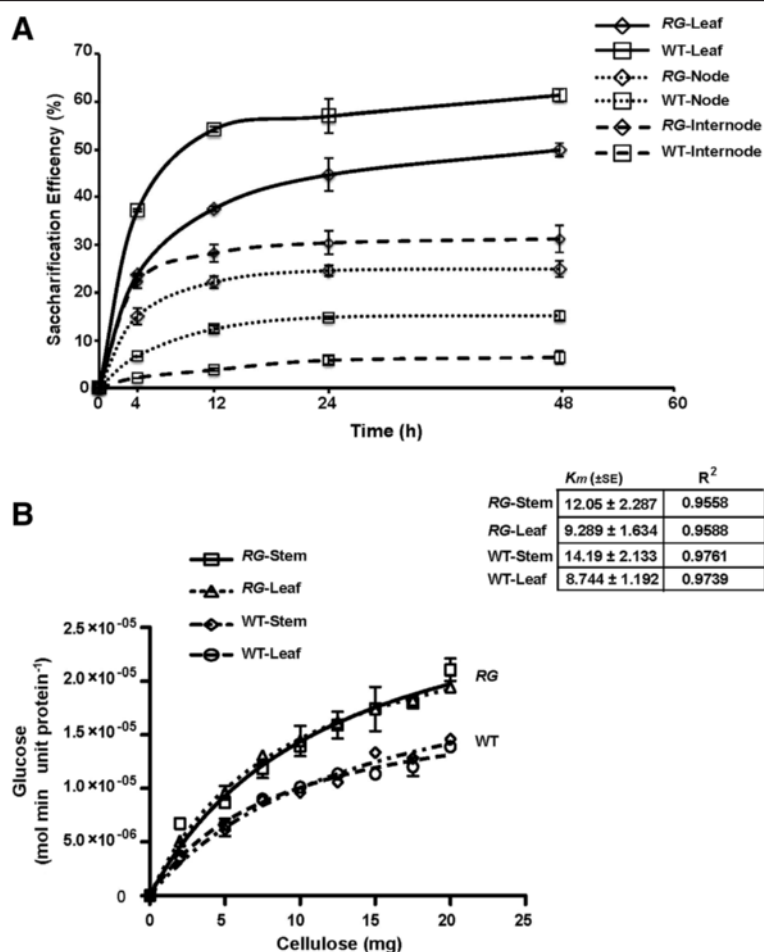 A
RG-Leaf
WT-Leaf
RG-Node
WT-Node
RG-Internode
WT-Internode
Saccharification Efficency (%)
70
60
50
40
30
20
10
0
0 4 12 24 48 60
Time (h)
Km (±SE) R²
RG-Stem 12.05 ± 2.287 0.9558
RG-Leaf 9.289 ± 1.634 0.9588
WT-Stem 14.19 ± 2.133 0.9761
WT-Leaf 8.744 ± 1.192 0.9739
B
RG-Stem
RG-Leaf
WT-Stem
WT-Leaf
Glucose
(mol min unit protein⁻¹)
2.5×10⁻⁰⁵
2.0×10⁻⁰⁵
1.5×10⁻⁰⁵
1.0×10⁻⁰⁵
5.0×10⁻⁰⁶
0
RG
WT
0 5 10 15 20 25
Cellulose (mg)